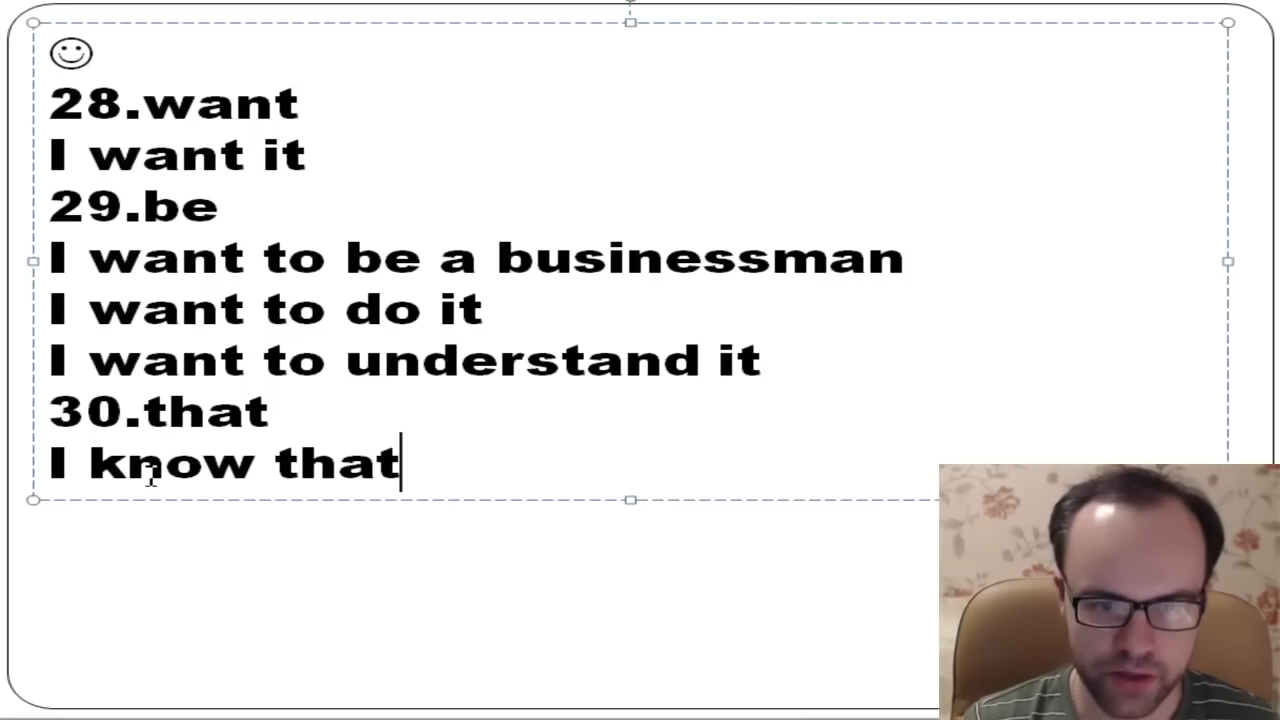 28.want
I want it
29.be
I want to be a businessman
I want to do it
I want to understand it
30.that
I know that